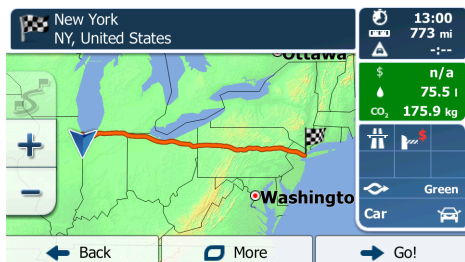 New York
NY, United States
13:00
773 mi
-:--
$ n/a
75.5 l
CO₂ 175.9 kg
Ottawa
$
Washingto
Green
Car
Back
More
Go!